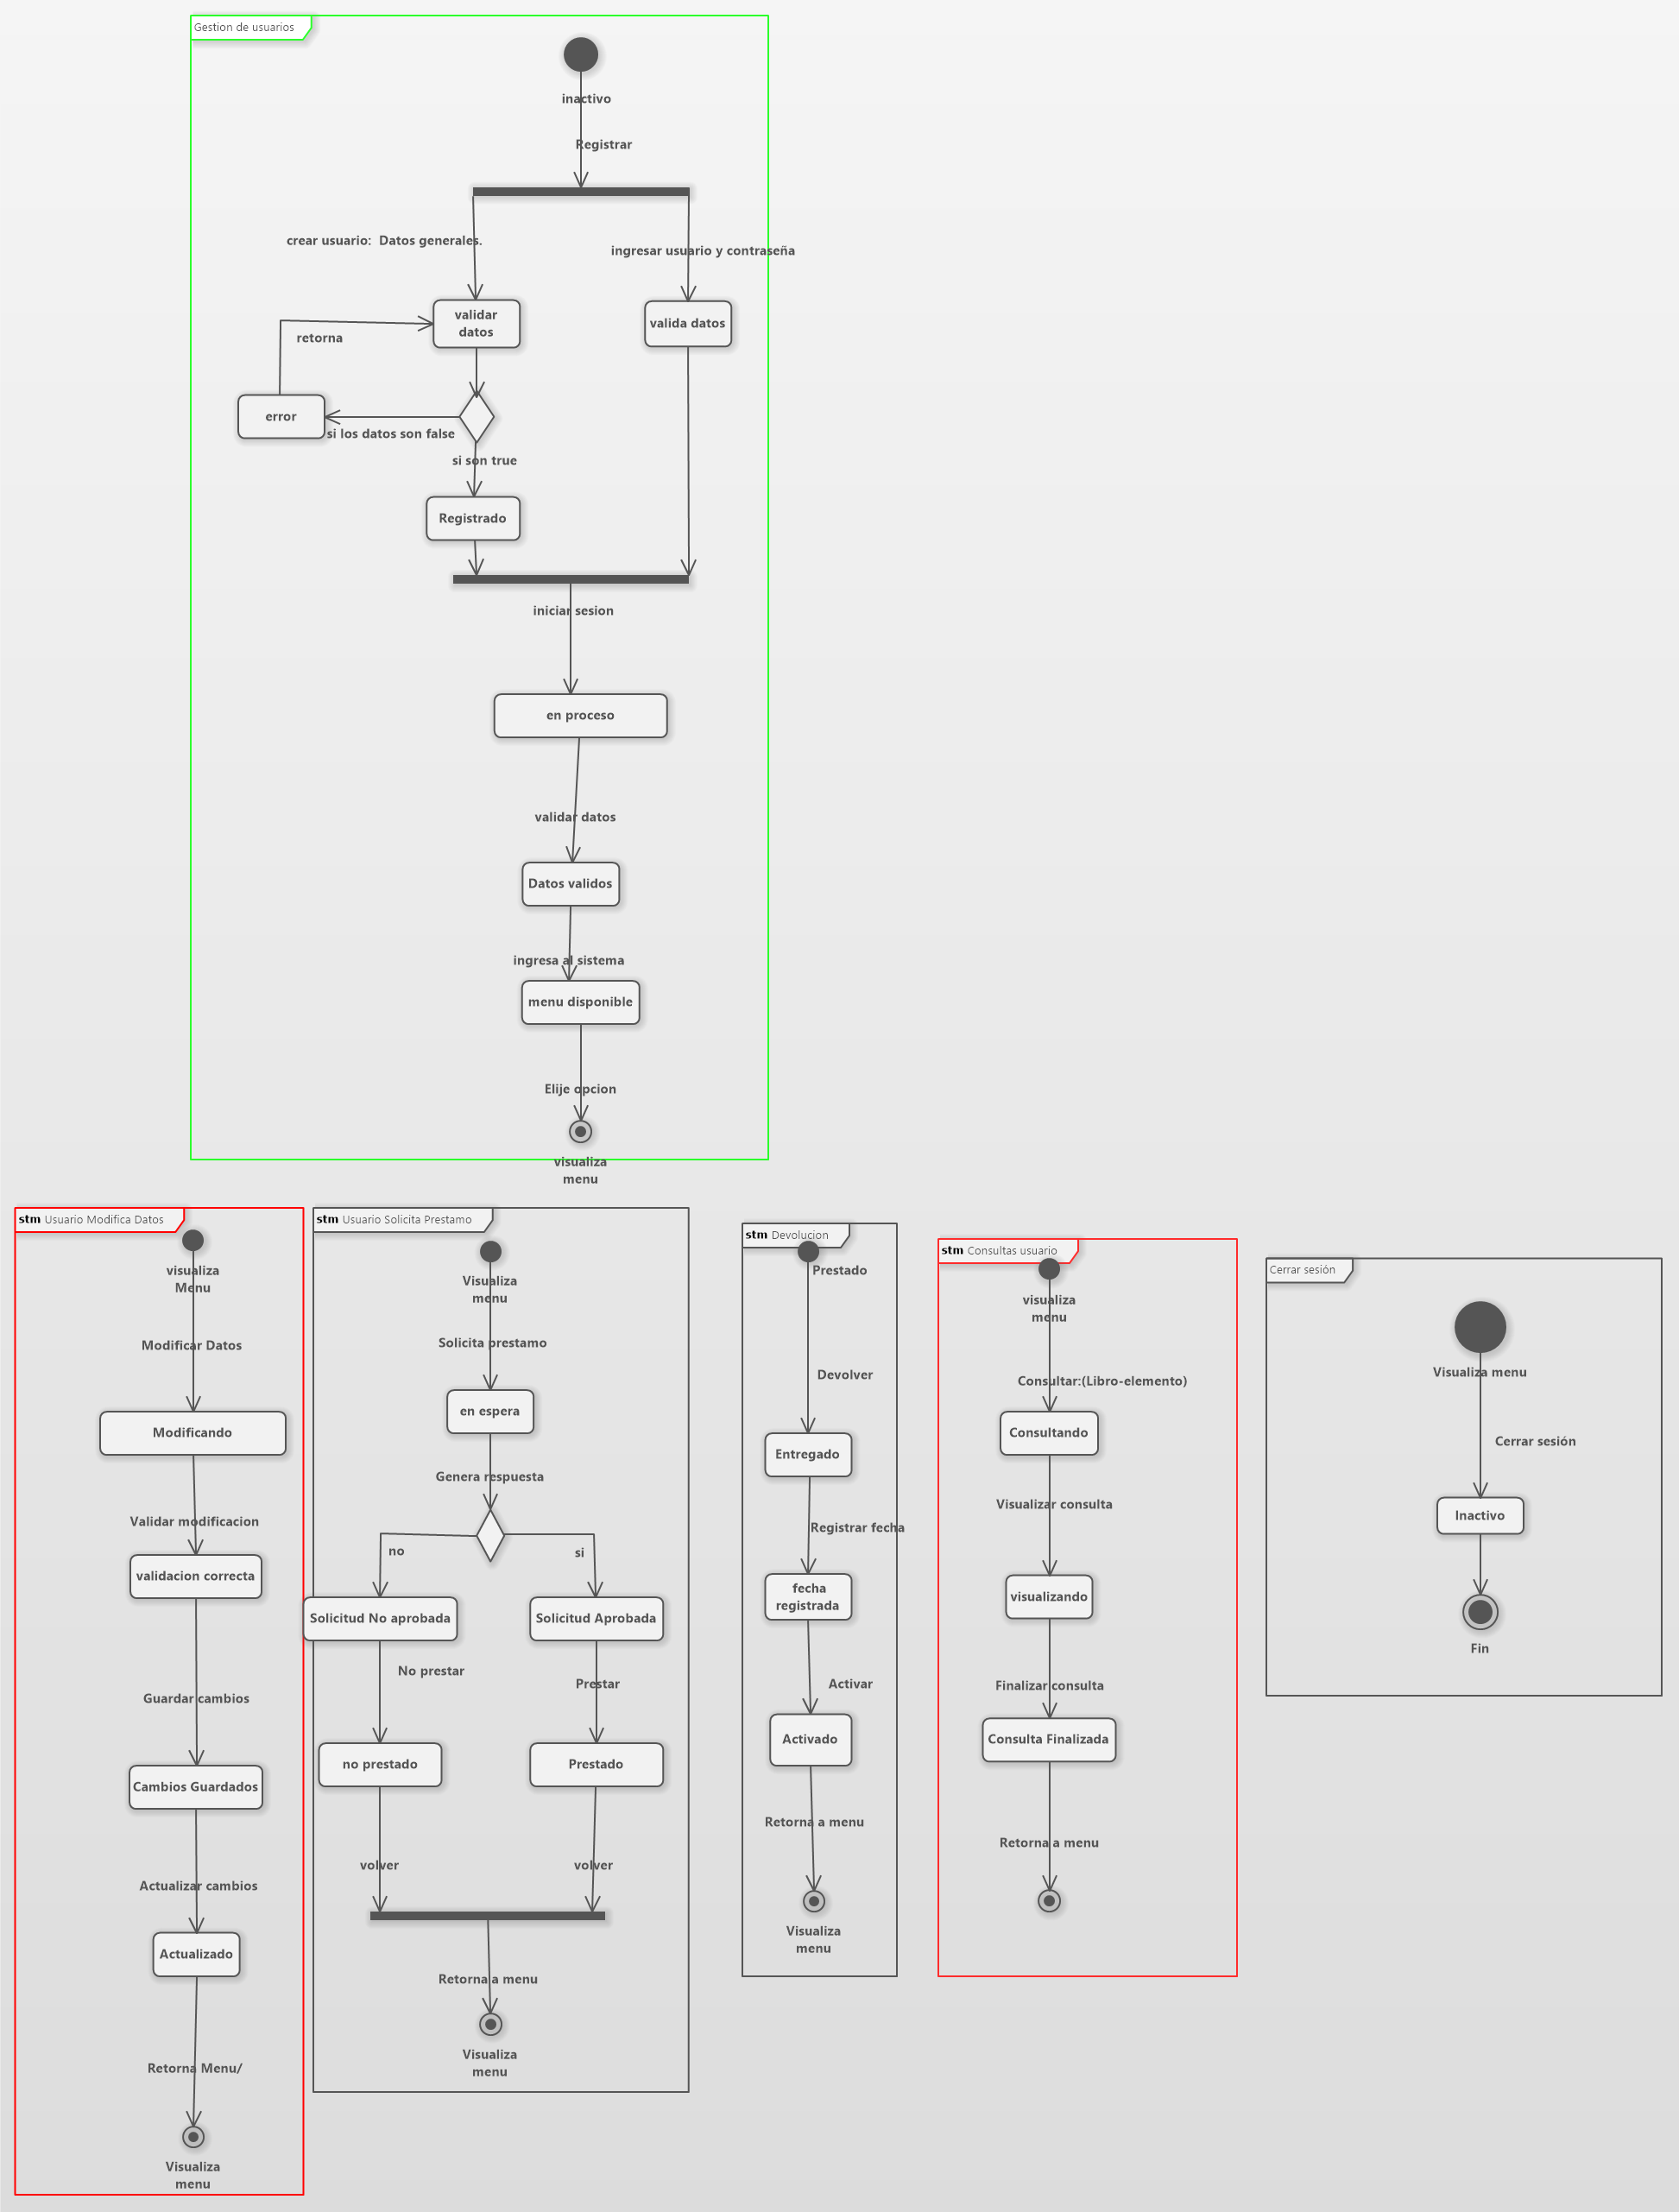 Gestion de usuarios
inactivo
Registrar
crear usuario:  Datos generales.
ingresar usuario y contraseña
validar
datos
valida datos
retorna
error
si los datos son false
si son true
Registrado
iniciar sesion
en proceso
validar datos
Datos validos
ingresa al sistema
menu disponible
Elije opcion
visualiza
menu
stm Usuario Modifica Datos
visualiza
Menu
Modificar Datos
Modificando
Validar modificacion
validacion correcta
Guardar cambios
Cambios Guardados
Actualizar cambios
Actualizado
Retorna Menu/
Visualiza
menu
stm Usuario Solicita Prestamo
Visualiza
menu
Solicita prestamo
en espera
Genera respuesta
no
si
Solicitud No aprobada
Solicitud Aprobada
No prestar
Prestar
no prestado
Prestado
volver
volver
Retorna a menu
Visualiza
menu
stm Devolucion
Prestado
Devolver
Entregado
Registrar fecha
fecha
registrada
Activar
Activado
Retorna a menu
Visualiza
menu
stm Consultas usuario
visualiza
menu
Consultar:(Libro-elemento)
Consultando
Visualizar consulta
visualizando
Finalizar consulta
Consulta Finalizada
Retorna a menu
Cerrar sesión
Visualiza menu
Cerrar sesión
Inactivo
Fin